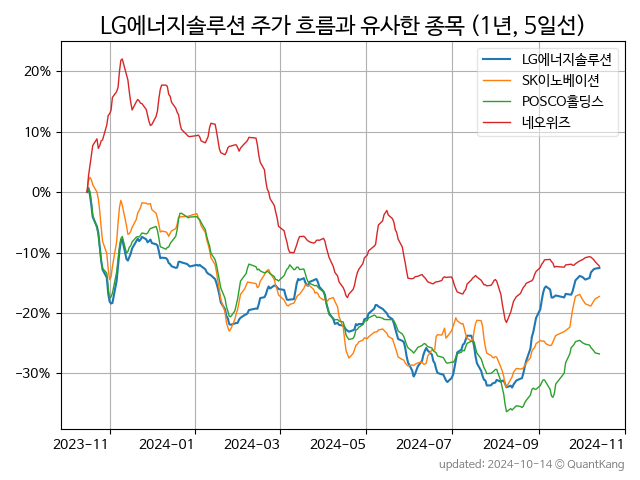 LG에너지솔루션 주가 흐름과 유사한 종목 (1년, 5일선)
LG에너지솔루션
SK이노베이션
POSCO홀딩스
네오위즈
20%
10%
0%
-10%
-20%
-30%
2023-11 2024-01 2024-03 2024-05 2024-07 2024-09 2024-11
updated: 2024-10-14 © QuantKang